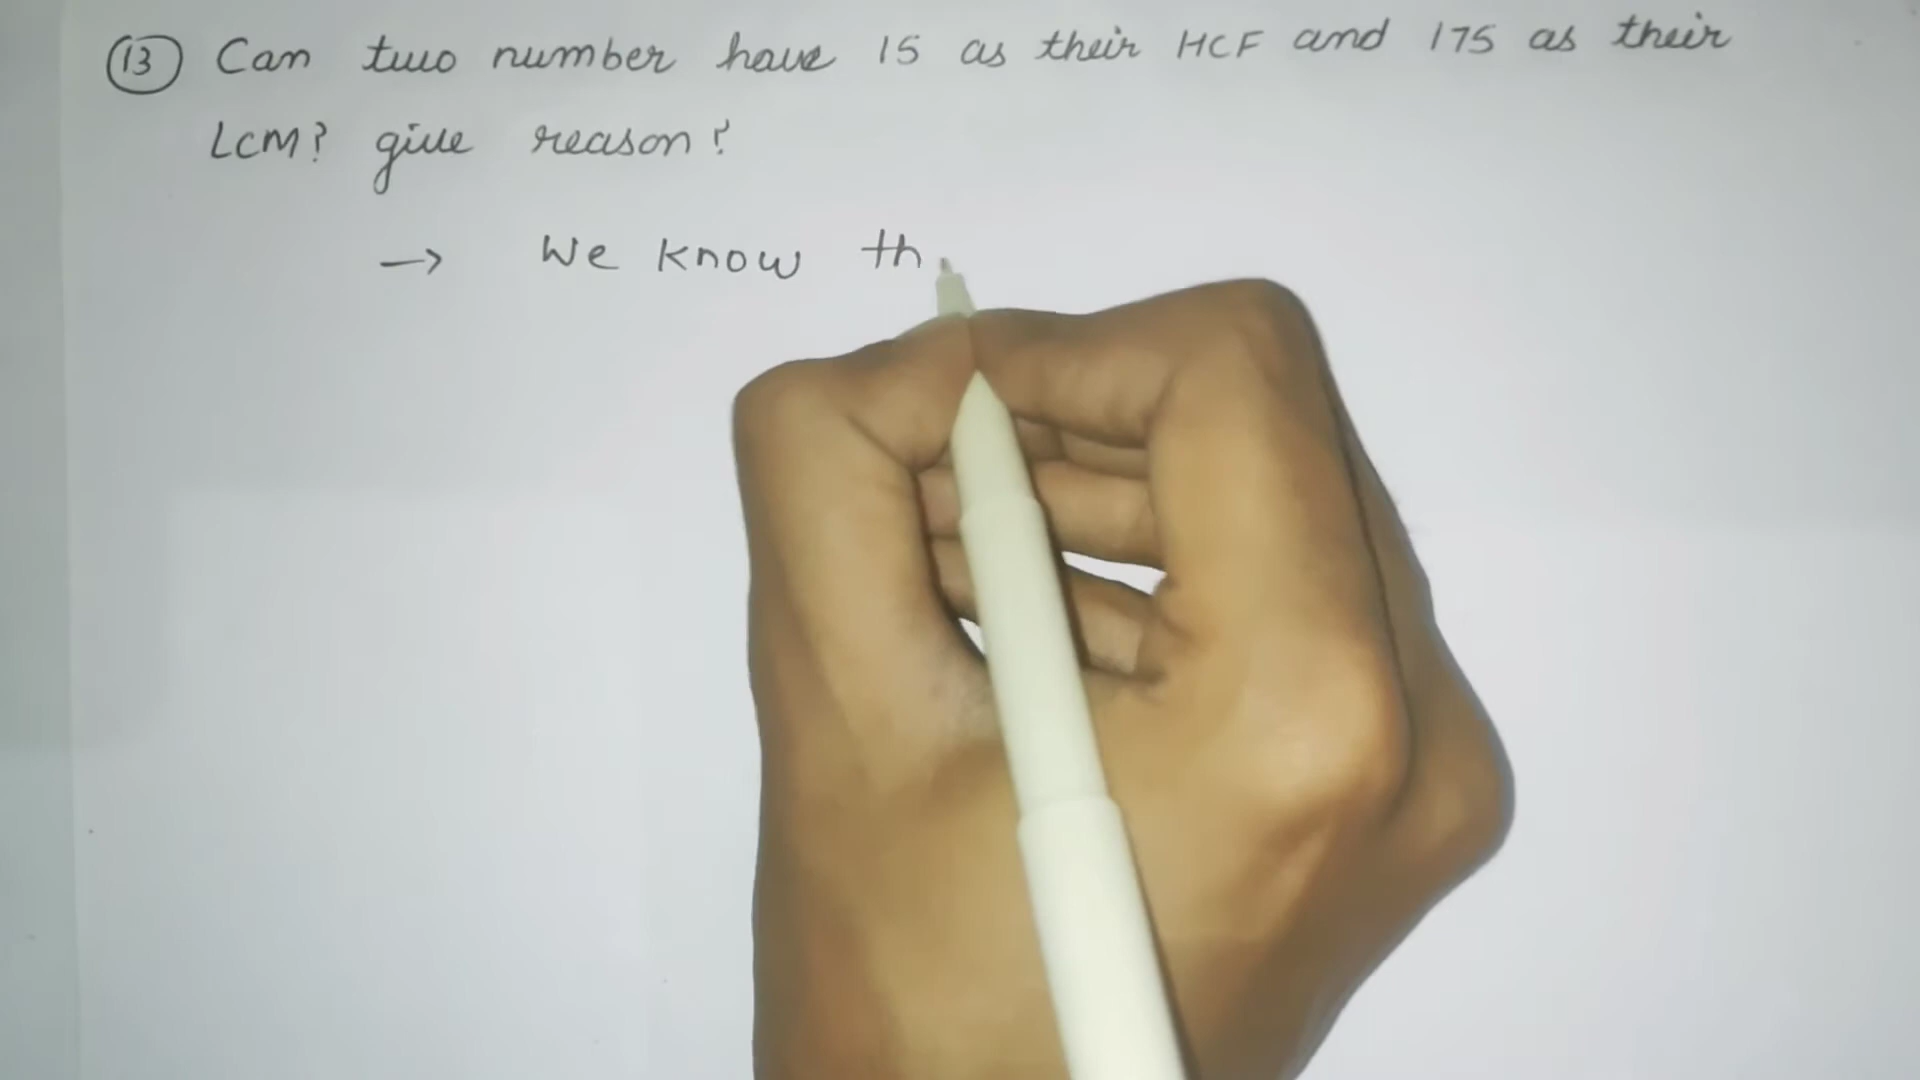 13 Can two number have 15 as their HCF and 175 as their
LCM? give reason?
→ We know th